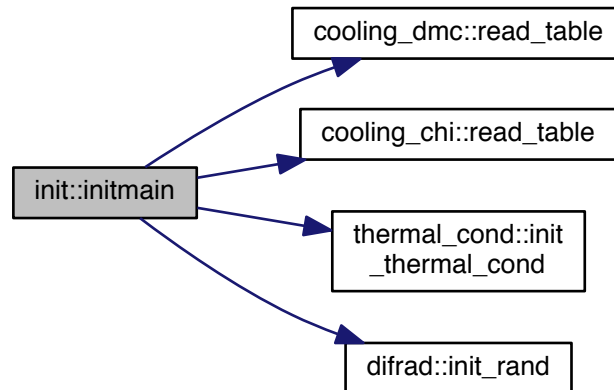 cooling_dmc::read_table
cooling_chi::read_table
init::initmain
thermal_cond::init
_thermal_cond
difrad::init_rand